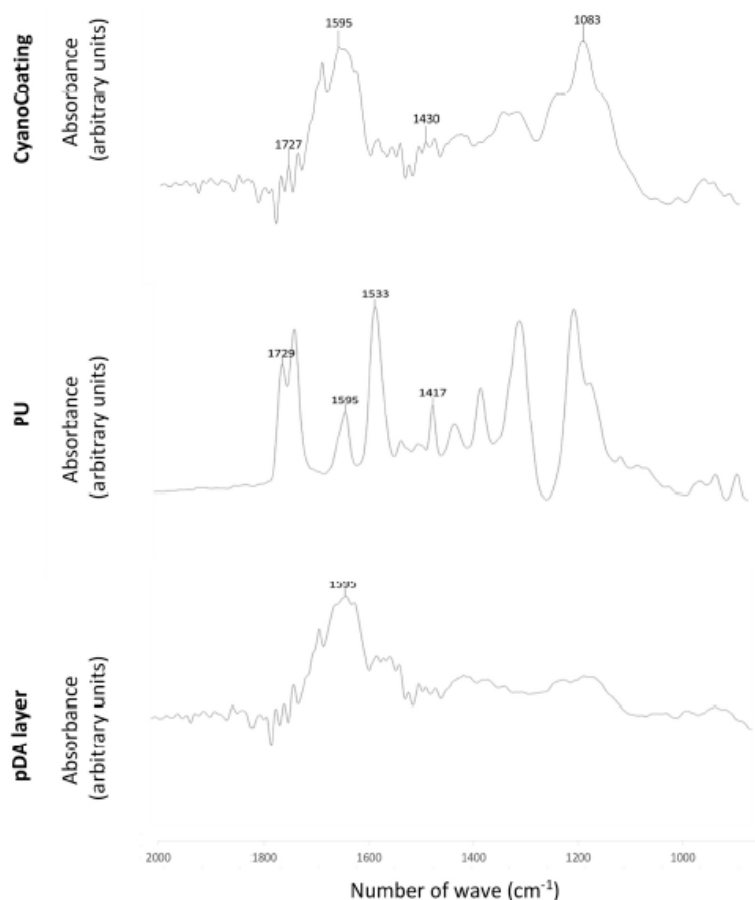 CyanoCoating
Absorbance
(arbitrary units)
1595
1083
1430
1727
PU
Absorbance
(arbitrary units)
1533
1729
1595
1417
pDA layer
Absorbance
(arbitrary units)
1595
2000 1800 1600 1400 1200 1000
Number of wave (cm⁻¹)